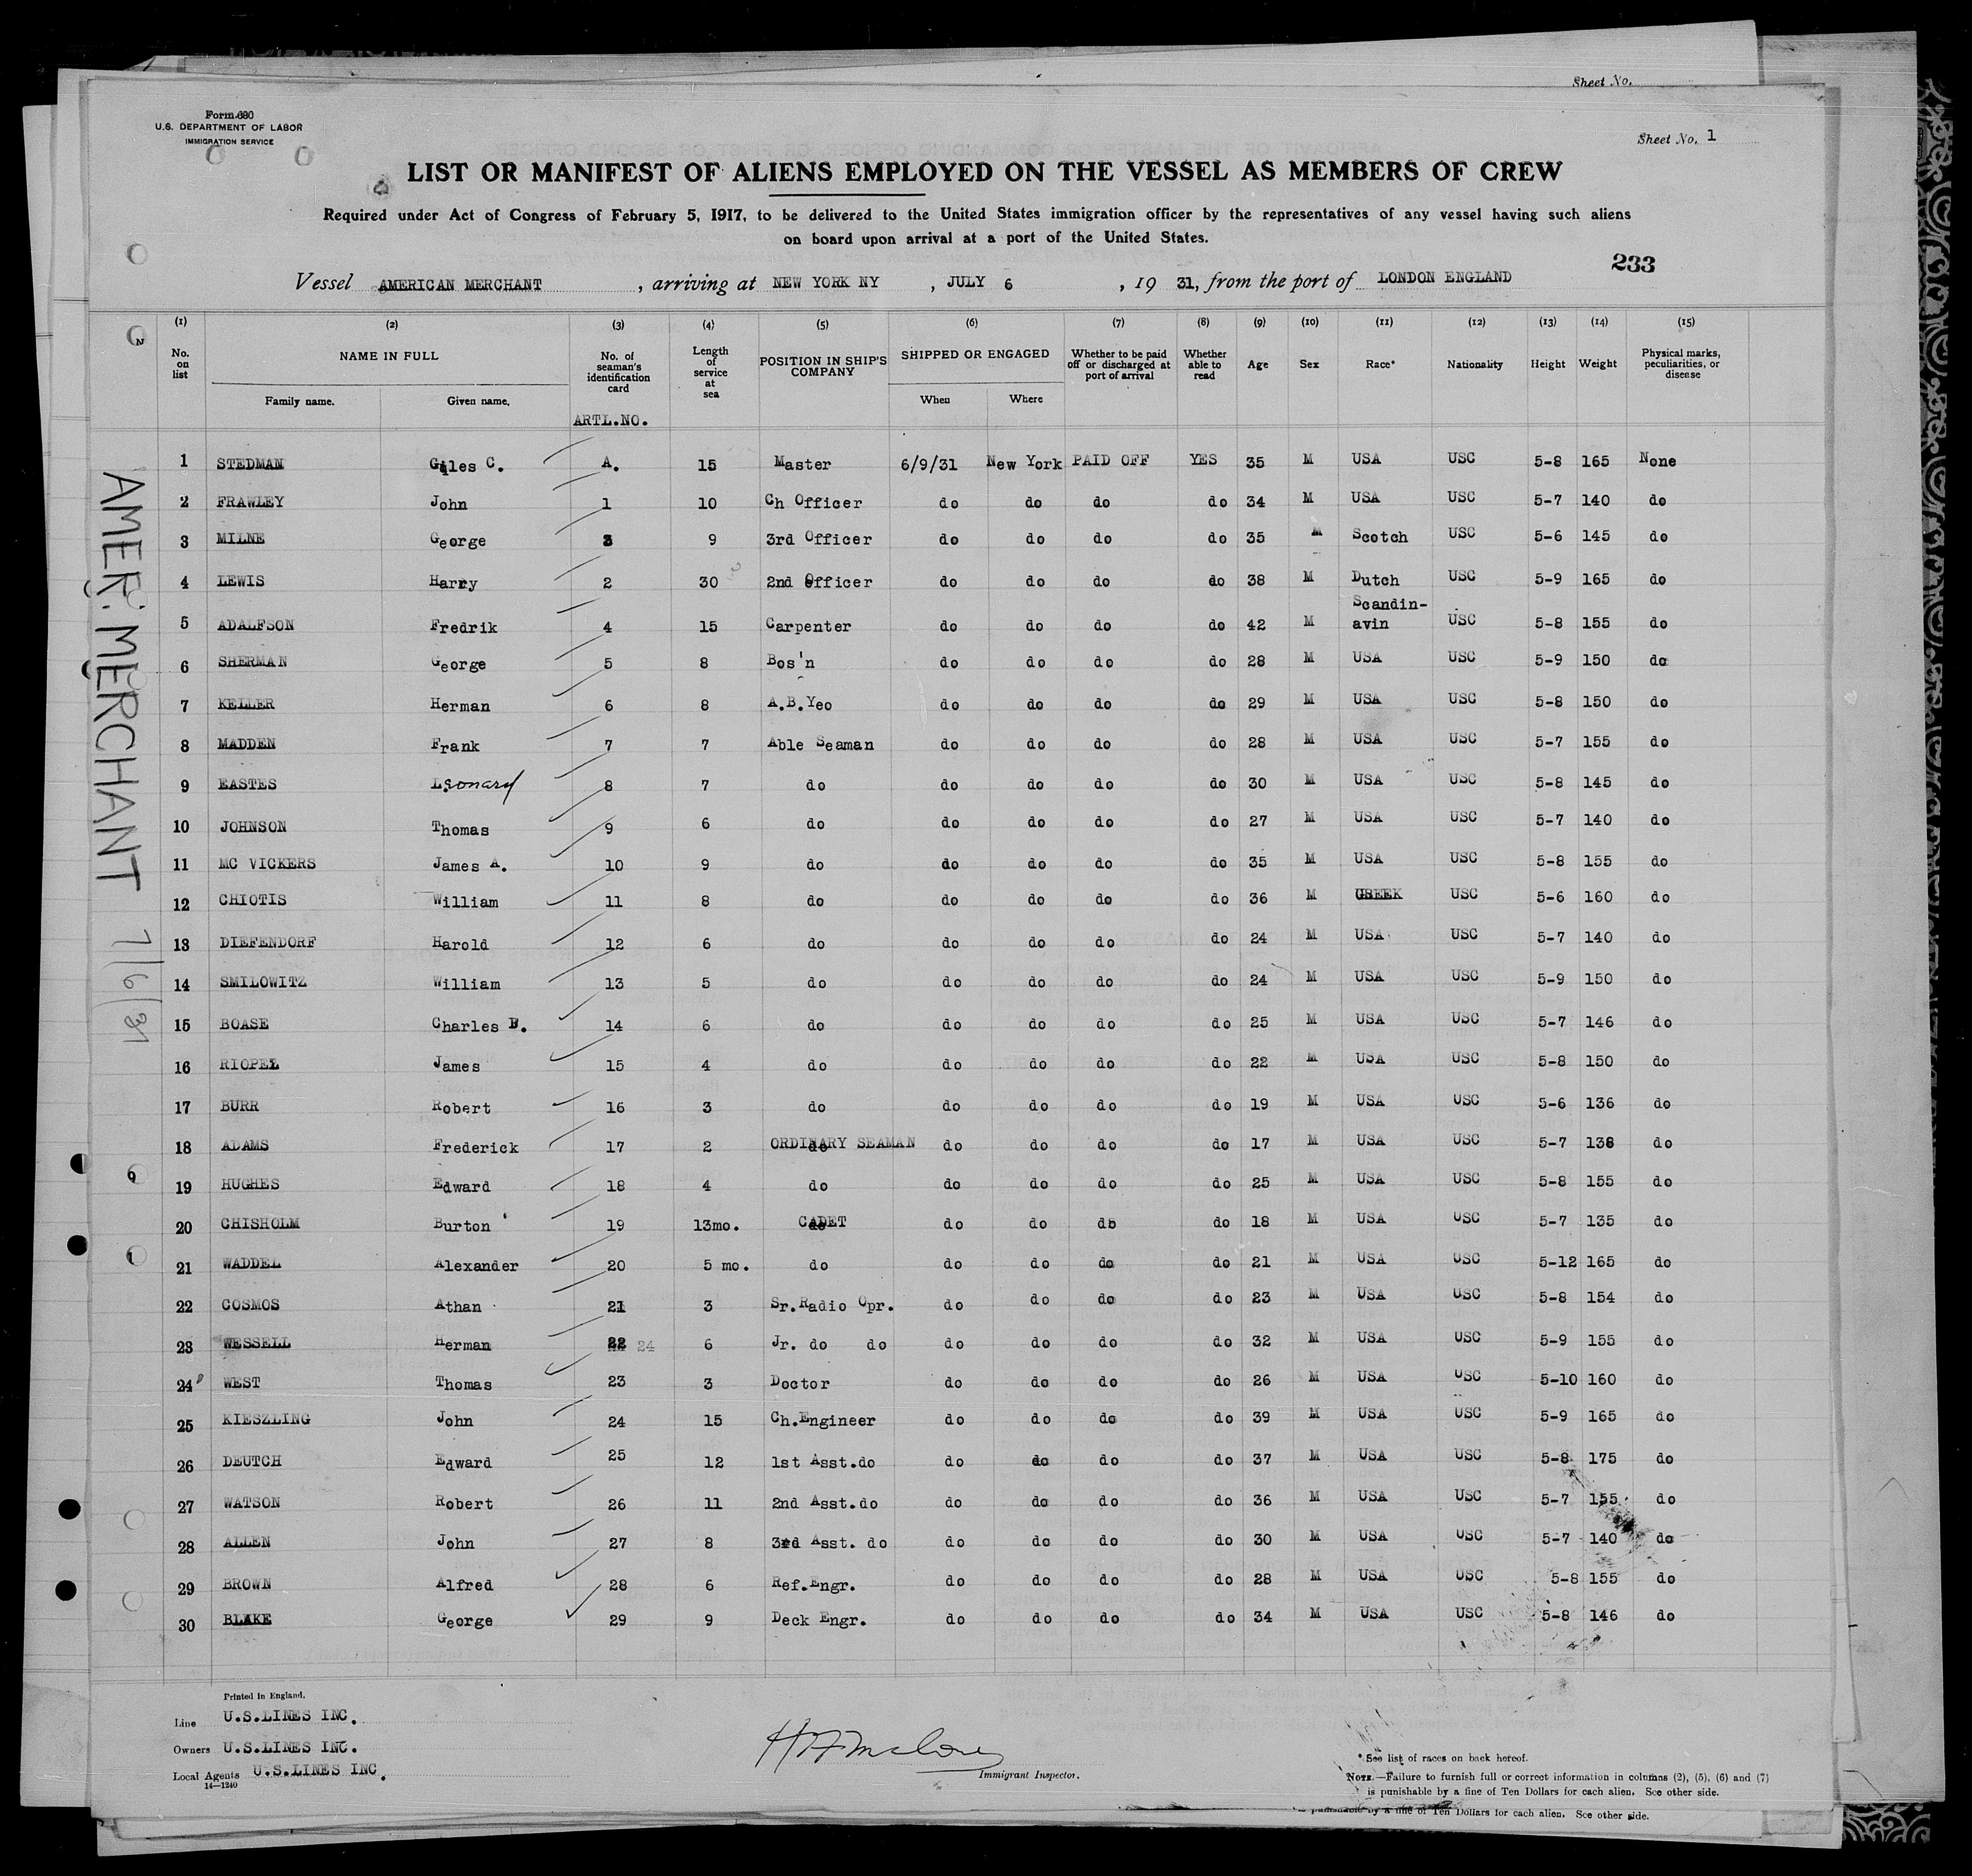 Sheet No.
Form 680
U.S. DEPARTMENT OF LABOR
IMMIGRATION SERVICE
Sheet No. 1
LIST OR MANIFEST OF ALIENS EMPLOYED ON THE VESSEL AS MEMBERS OF CREW
Required under Act of Congress of February 5, 1917, to be delivered to the United States immigration officer by the representatives of any vessel having such aliens
on board upon arrival at a port of the United States.
233
Vessel AMERICAN MERCHANT, arriving at NEW YORK NY, JULY 6, 19 31, from the port of LONDON ENGLAND
(1) (2) (3) (4) (5) (6) (7) (8) (9) (10) (11) (12) (13) (14) (15)
No. on list NAME IN FULL Family name. Given name. No. of seaman's identification card Length of service at sea POSITION IN SHIP'S COMPANY SHIPPED OR ENGAGED When Where Whether to be paid off or discharged at port of arrival Whether able to read Age Sex Race* Nationality Height Weight Physical marks, peculiarities, or disease
ARTL.NO.
1 STEDMAN Giles C. A. 15 Master 6/9/31 New York PAID OFF YES 35 M USA USC 5-8 165 None
2 FRAWLEY John 1 10 Ch Officer do do do do 34 M USA USC 5-7 140 do
3 MILNE George 3 9 3rd Officer do do do do 35 M Scotch USC 5-6 145 do
4 LEWIS Harry 2 30 2nd Officer do do do do 38 M Dutch USC 5-9 165 do
5 ADALFSON Fredrik 4 15 Carpenter do do do do 42 M Scandin-avin USC 5-8 155 do
6 SHERMAN George 5 8 Bos'n do do do do 28 M USA USC 5-9 150 do
7 KELLER Herman 6 8 A.B.Yeo do do do do 29 M USA USC 5-8 150 do
8 MADDEN Frank 7 7 Able Seaman do do do do 28 M USA USC 5-7 155 do
9 EASTES Leonard 8 7 do do do do do 30 M USA USC 5-8 145 do
10 JOHNSON Thomas 9 6 do do do do do 27 M USA USC 5-7 140 do
11 MC VICKERS James A. 10 9 do do do do do 35 M USA USC 5-8 155 do
12 CHIOTIS William 11 8 do do do do do 36 M GREEK USC 5-6 160 do
13 DIEFENDORF Harold 12 6 do do do do do 24 M USA USC 5-7 140 do
14 SMILOWITZ William 13 5 do do do do do 24 M USA USC 5-9 150 do
15 BOASE Charles 14 6 do do do do do 25 M USA USC 5-7 146 do
16 RIOPEL James 15 4 do do do do do 22 M USA USC 5-8 150 do
17 BURR Robert 16 3 do do do do do 19 M USA USC 5-6 136 do
18 ADAMS Frederick 17 2 ORDINARY SEAMAN do do do do 17 M USA USC 5-7 138 do
19 HUGHES Edward 18 4 do do do do do 25 M USA USC 5-8 155 do
20 CHISHOLM Burton 19 13mo. CADET do do do do 18 M USA USC 5-7 135 do
21 WADDEL Alexander 20 5 mo. do do do do do 21 M USA USC 5-12 165 do
22 COSMOS Athan 21 3 Sr.Radio Opr. do do do do 23 M USA USC 5-8 154 do
23 WESSELL Herman 22 24 6 Jr. do do do do do do 32 M USA USC 5-9 155 do
24 WEST Thomas 23 3 Doctor do do do do 26 M USA USC 5-10 160 do
25 KIESZLING John 24 15 Ch.Engineer do do do do 39 M USA USC 5-9 165 do
26 DEUTCH Edward 25 12 1st Asst.do do do do do 37 M USA USC 5-8 175 do
27 WATSON Robert 26 11 2nd Asst.do do do do do 36 M USA USC 5-7 155 do
28 ALLEN John 27 8 3rd Asst. do do do do do 30 M USA USC 5-7 140 do
29 BROWN Alfred 28 6 Ref.Engr. do do do do 28 M USA USC 5-8 155 do
30 BLAKE George 29 9 Deck Engr. do do do do 34 M USA USC 5-8 146 do
AMER. MERCHANT 7/6/31
Printed in England.
Line U.S.LINES INC.
Owners U.S.LINES INC.
Local Agents U.S.LINES INC.
14—1240
Immigrant Inspector.
* See list of races on back hereof.
NOTE.—Failure to furnish full or correct information in columns (2), (5), (6) and (7)
is punishable by a fine of Ten Dollars for each alien. See other side.
is punishable by a fine of Ten Dollars for each alien. See other side.